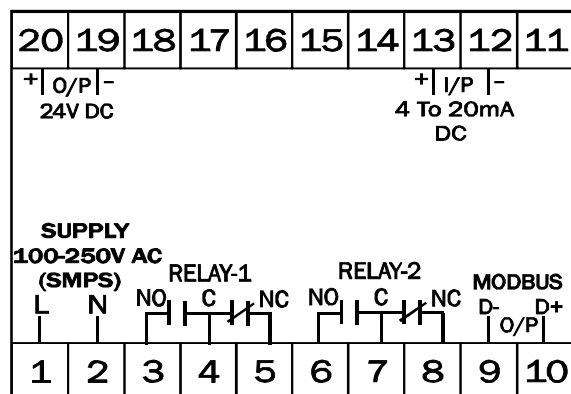 20 19 18 17 16 15 14 13 12 11
+ O/P - + I/P -
24V DC 4 To 20mA
DC
SUPPLY
100-250V AC
(SMPS) RELAY-1 RELAY-2 MODBUS
L N NO C NC NO C NC D- D+
O/P
1 2 3 4 5 6 7 8 9 10